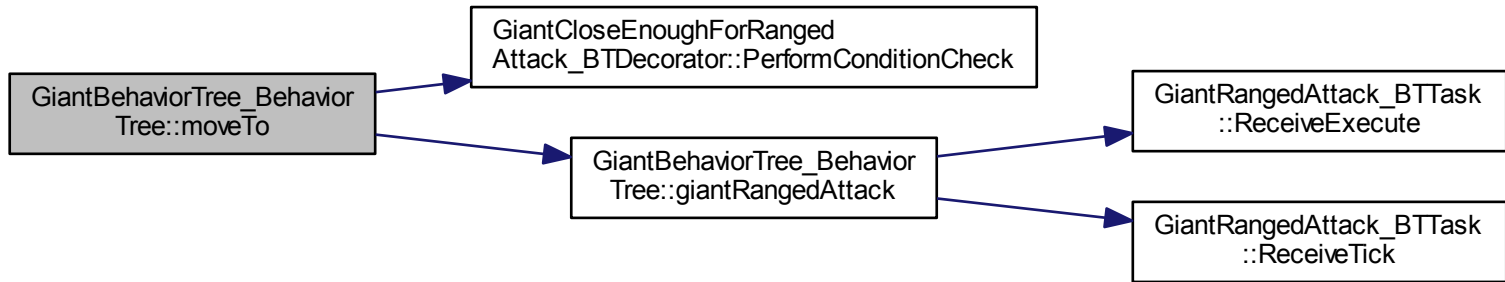 GiantBehaviorTree_Behavior
Tree::moveTo
GiantCloseEnoughForRanged
Attack_BTDecorator::PerformConditionCheck
GiantBehaviorTree_Behavior
Tree::giantRangedAttack
GiantRangedAttack_BTTask
::ReceiveExecute
GiantRangedAttack_BTTask
::ReceiveTick